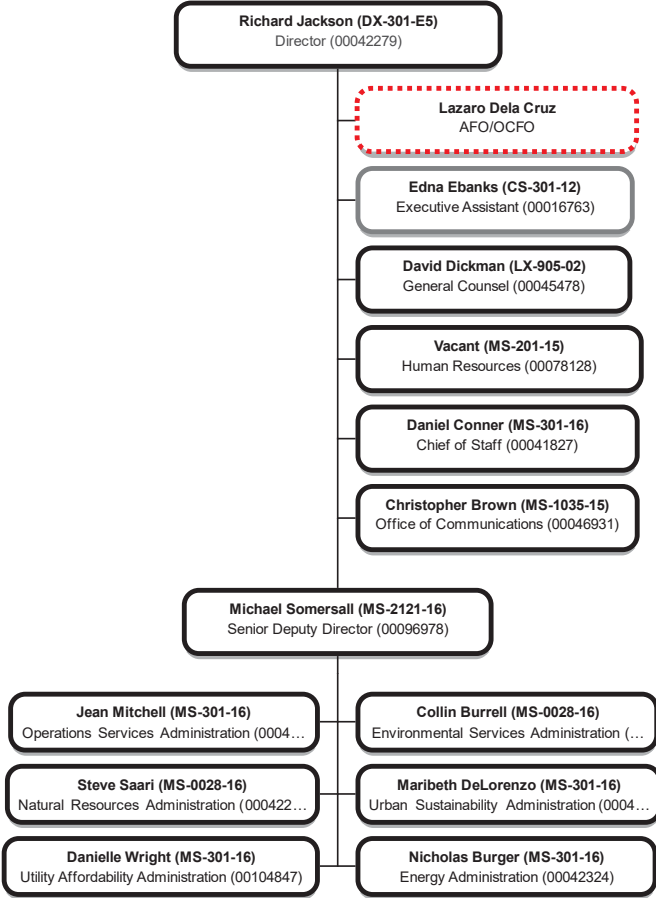 Richard Jackson (DX-301-E5)
Director (00042279)
Lazaro Dela Cruz
AFO/OCFO
Edna Ebanks (CS-301-12)
Executive Assistant (00016763)
David Dickman (LX-905-02)
General Counsel (00045478)
Vacant (MS-201-15)
Human Resources (00078128)
Daniel Conner (MS-301-16)
Chief of Staff (00041827)
Christopher Brown (MS-1035-15)
Office of Communications (00046931)
Michael Somersall (MS-2121-16)
Senior Deputy Director (00096978)
Jean Mitchell (MS-301-16)
Operations Services Administration (0004…
Collin Burrell (MS-0028-16)
Environmental Services Administration (…
Steve Saari (MS-0028-16)
Natural Resources Administration (000422…
Maribeth DeLorenzo (MS-301-16)
Urban Sustainability Administration (0004…
Danielle Wright (MS-301-16)
Utility Affordability Administration (00104847)
Nicholas Burger (MS-301-16)
Energy Administration (00042324)